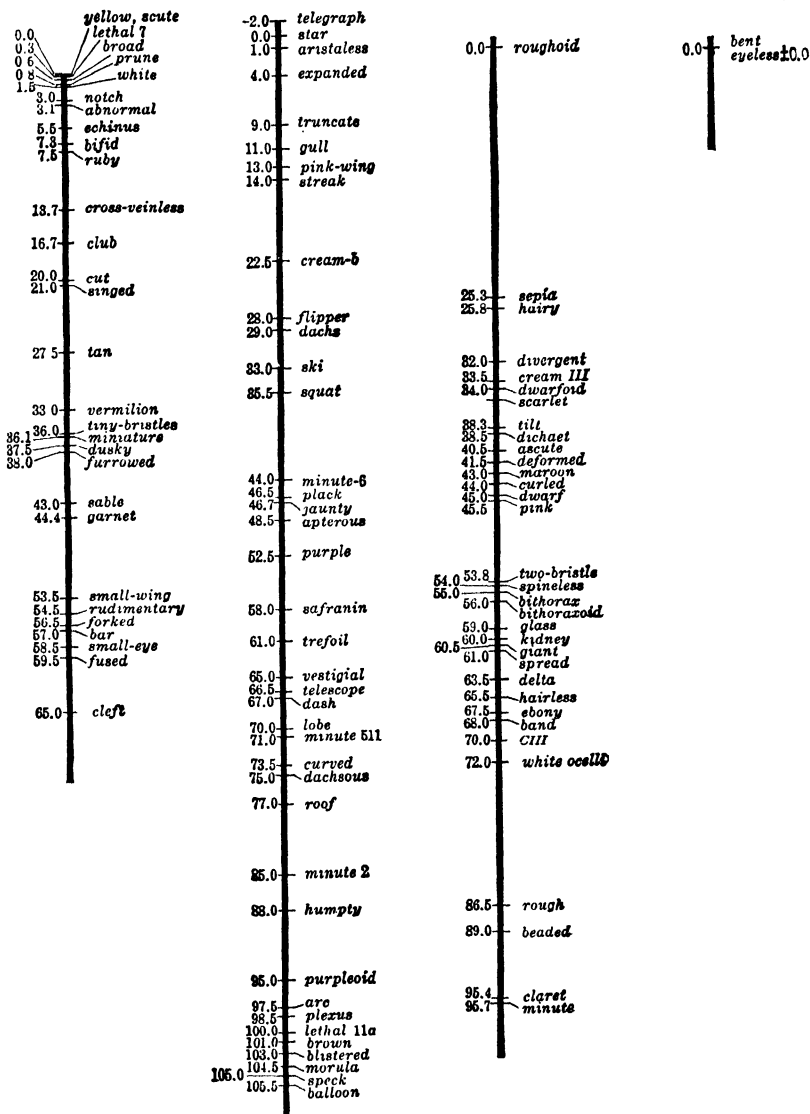 0.0 yellow, scute
0.3 lethal 7
0.6 broad
0.8 prune
1.5 white
3.0 notch
3.1 abnormal
5.5 echinus
7.3 bifid
7.5 ruby
13.7 cross-veinless
16.7 club
20.0 cut
21.0 singed
27.5 tan
33.0 vermilion
36.0 tiny-bristles
36.1 miniature
37.5 dusky
38.0 furrowed
43.0 sable
44.4 garnet
53.5 small-wing
54.5 rudimentary
56.5 forked
57.0 bar
58.5 small-eye
59.5 fused
65.0 cleft
-2.0 telegraph
0.0 star
1.0 aristaless
4.0 expanded
9.0 truncate
11.0 gull
13.0 pink-wing
14.0 streak
22.5 cream-b
28.0 flipper
29.0 dachs
33.0 ski
35.5 squat
44.0 minute-6
46.5 plack
46.7 jaunty
48.5 apterous
52.5 purple
58.0 safranin
61.0 trefoil
65.0 vestigial
66.5 telescope
67.0 dash
70.0 lobe
71.0 minute 511
73.5 curved
75.0 dachsous
77.0 roof
85.0 minute 2
88.0 humpty
95.0 purpleoid
97.5 arc
98.5 plexus
100.0 lethal 11a
101.0 brown
103.0 blistered
104.5 morula
105.0 speck
105.5 balloon
0.0 roughoid
25.3 sepia
25.8 hairy
32.0 divergent
33.5 cream III
34.0 dwarfoid
scarlet
38.3 tilt
38.5 dichaet
40.5 ascute
41.5 deformed
43.0 maroon
44.0 curled
45.0 dwarf
45.5 pink
53.8 two-bristle
54.0 spineless
55.0 bithorax
56.0 bithoraxoid
59.0 glass
60.0 kidney
60.5 giant
61.0 spread
63.5 delta
65.5 hairless
67.5 ebony
68.0 band
70.0 CIII
72.0 white ocelli
86.5 rough
89.0 beaded
95.4 claret
95.7 minute
0.0 bent
eyeless±0.0